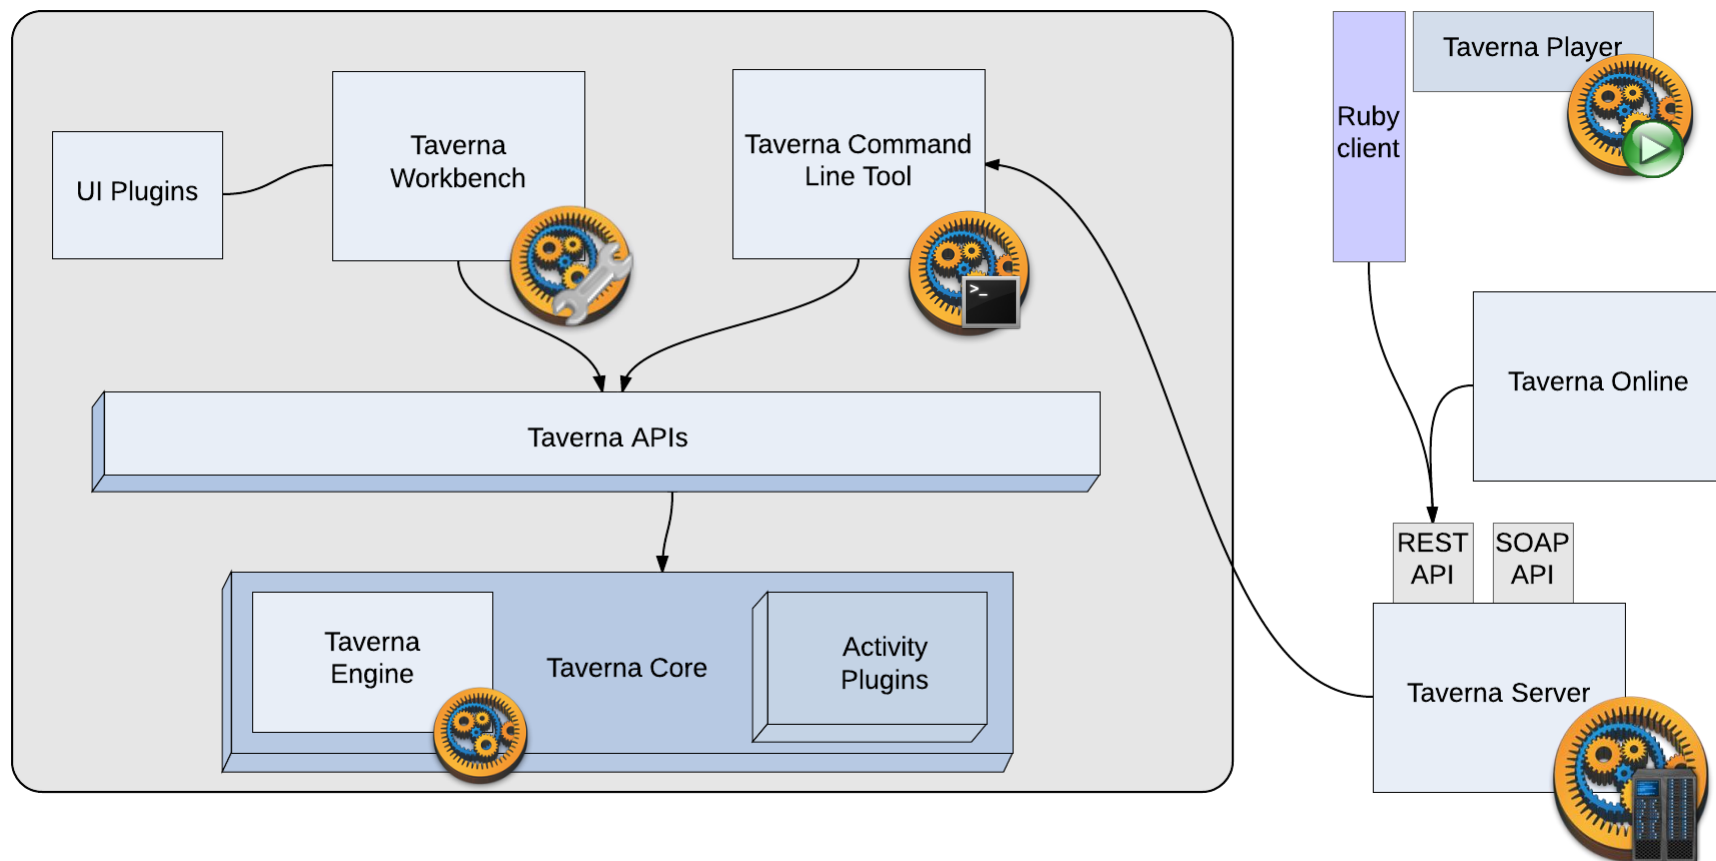 UI Plugins
Taverna
Workbench
Taverna Command
Line Tool
>_
Taverna APIs
Taverna
Engine
Taverna Core
Activity
Plugins
Ruby
client
Taverna Player
Taverna Online
REST
API
SOAP
API
Taverna Server